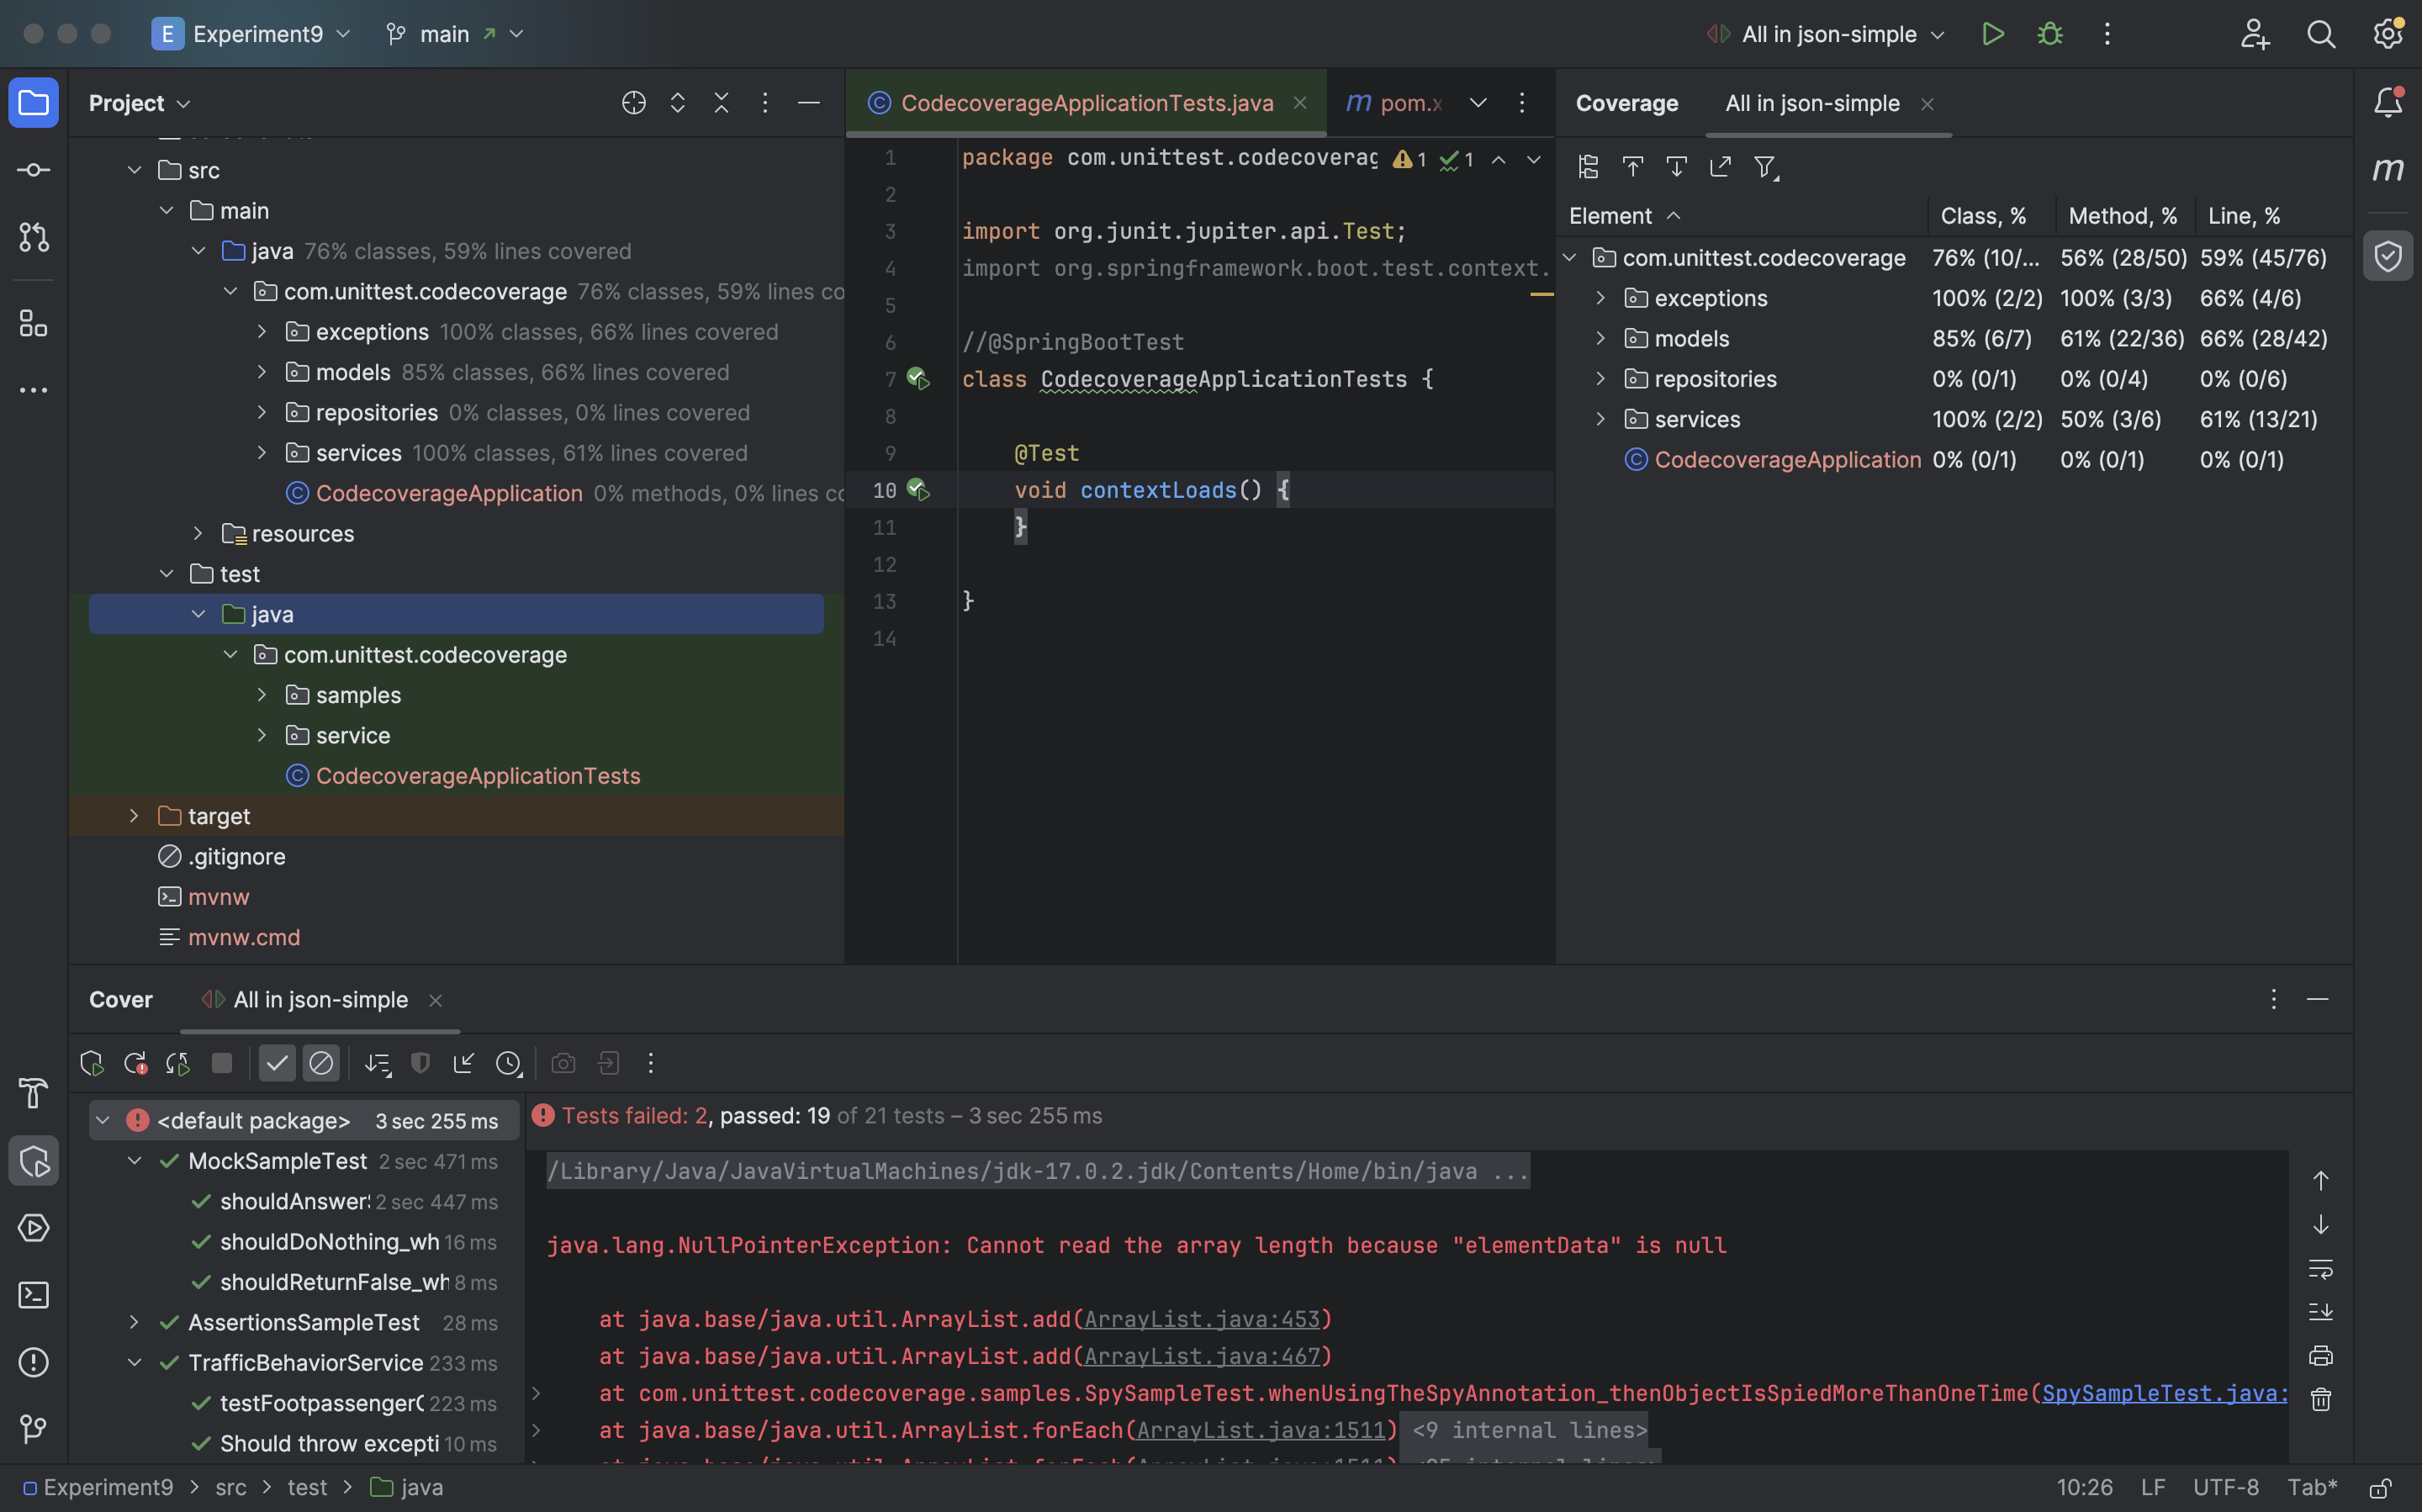 E Experiment9 main All in json-simple
Project
src
main
java 76% classes, 59% lines covered
com.unittest.codecoverage 76% classes, 59% lines co
exceptions 100% classes, 66% lines covered
models 85% classes, 66% lines covered
repositories 0% classes, 0% lines covered
services 100% classes, 61% lines covered
CodecoverageApplication 0% methods, 0% lines co
resources
test
java
com.unittest.codecoverage
samples
service
CodecoverageApplicationTests
target
.gitignore
mvnw
mvnw.cmd
CodecoverageApplicationTests.java m pom.x
1 package com.unittest.codecoverag 1 1
2
3 import org.junit.jupiter.api.Test;
4 import org.springframework.boot.test.context.
5
6 //@SpringBootTest
7 class CodecoverageApplicationTests {
8
9 @Test
10 void contextLoads() {
11 }
12
13 }
14
Coverage All in json-simple
m
Element Class, % Method, % Line, %
com.unittest.codecoverage 76% (10/... 56% (28/50) 59% (45/76)
exceptions 100% (2/2) 100% (3/3) 66% (4/6)
models 85% (6/7) 61% (22/36) 66% (28/42)
repositories 0% (0/1) 0% (0/4) 0% (0/6)
services 100% (2/2) 50% (3/6) 61% (13/21)
CodecoverageApplication 0% (0/1) 0% (0/1) 0% (0/1)
Cover All in json-simple
<default package> 3 sec 255 ms
MockSampleTest 2 sec 471 ms
shouldAnswer 2 sec 447 ms
shouldDoNothing_wh 16 ms
shouldReturnFalse_wh 8 ms
AssertionsSampleTest 28 ms
TrafficBehaviorService 233 ms
testFootpassenger 223 ms
Should throw excepti 10 ms
Tests failed: 2, passed: 19 of 21 tests – 3 sec 255 ms
/Library/Java/JavaVirtualMachines/jdk-17.0.2.jdk/Contents/Home/bin/java ...
java.lang.NullPointerException: Cannot read the array length because "elementData" is null
at java.base/java.util.ArrayList.add(ArrayList.java:453)
at java.base/java.util.ArrayList.add(ArrayList.java:467)
at com.unittest.codecoverage.samples.SpySampleTest.whenUsingTheSpyAnnotation_thenObjectIsSpiedMoreThanOneTime(SpySampleTest.java:
at java.base/java.util.ArrayList.forEach(ArrayList.java:1511) <9 internal lines>
Experiment9 > src > test > java 10:26 LF UTF-8 Tab*